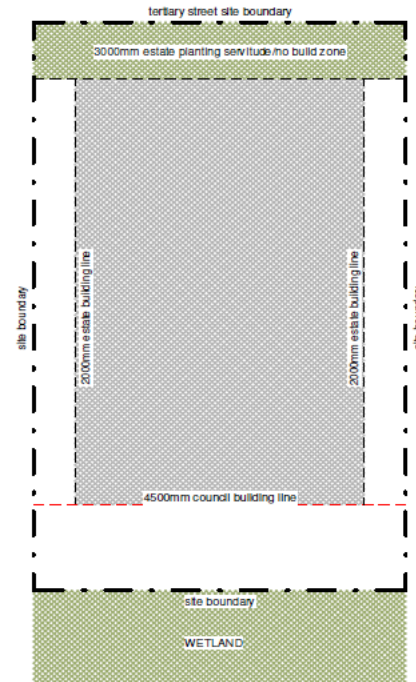 tertiary street site boundary
3000mm estate planting servitude/no build zone
site boundary
2000mm estate building line
2000mm estate building line
4500mm council building line
site boundary
WETLAND